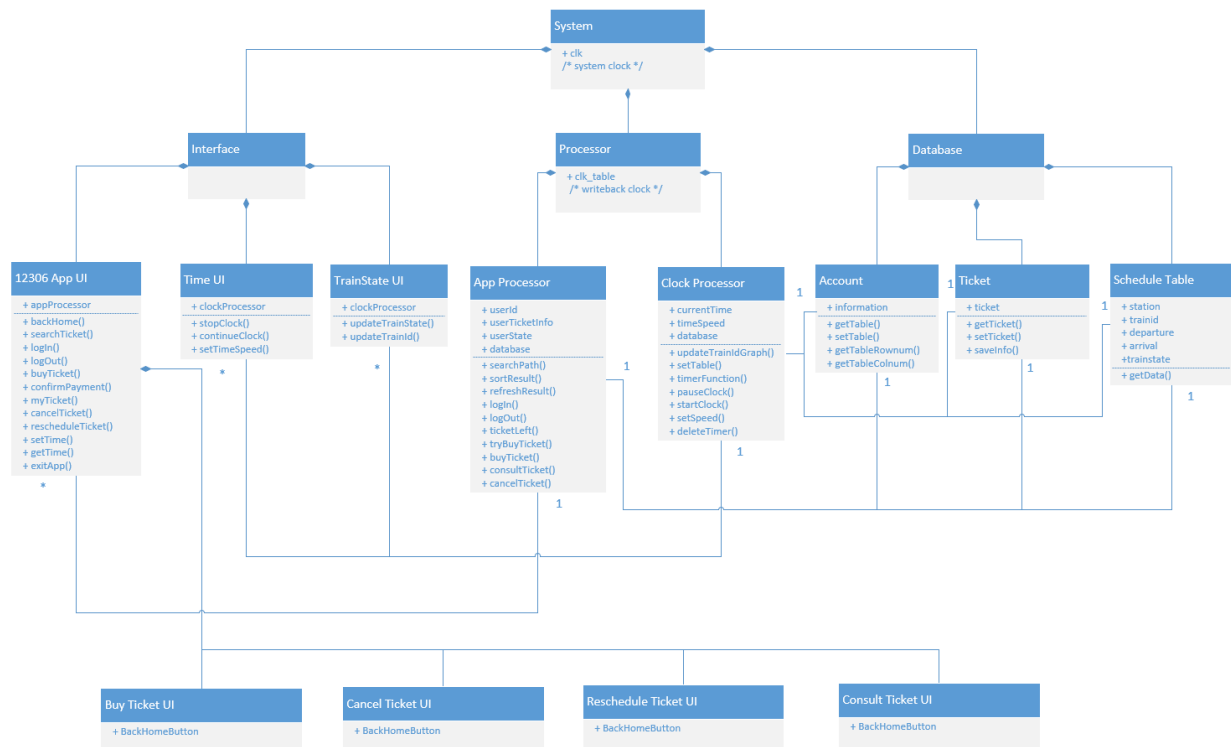 System
+ clk
/* system clock */
Interface
Processor
+ clk_table
/* writeback clock */
Database
12306 App UI
+ appProcessor
+ backHome()
+ searchTicket()
+ logIn()
+ logOut()
+ buyTicket()
+ confirmPayment()
+ myTicket()
+ cancelTicket()
+ rescheduleTicket()
+ setTime()
+ getTime()
+ exitApp()
*
Time UI
+ clockProcessor
+ stopClock()
+ continueClock()
+ setTimeSpeed()
*
TrainState UI
+ clockProcessor
+ updateTrainState()
+ updateTrainId()
*
App Processor
+ userId
+ userTicketInfo
+ userState
+ database
+ searchPath()
+ sortResult()
+ refreshResult()
+ logIn()
+ logOut()
+ ticketLeft()
+ tryBuyTicket()
+ buyTicket()
+ consultTicket()
+ cancelTicket()
1
1
Clock Processor
+ currentTime
+ timeSpeed
+ database
+ updateTrainIdGraph()
+ setTable()
+ timerFunction()
+ pauseClock()
+ startClock()
+ setSpeed()
+ deleteTimer()
1
1
Account
+ information
+ getTable()
+ setTable()
+ getTableRownum()
+ getTableColnum()
1
1
Ticket
+ ticket
+ getTicket()
+ setTicket()
+ saveInfo()
1
1
Schedule Table
+ station
+ trainid
+ departure
+ arrival
+trainstate
+ getData()
1
Buy Ticket UI
+ BackHomeButton
Cancel Ticket UI
+ BackHomeButton
Reschedule Ticket UI
+ BackHomeButton
Consult Ticket UI
+ BackHomeButton